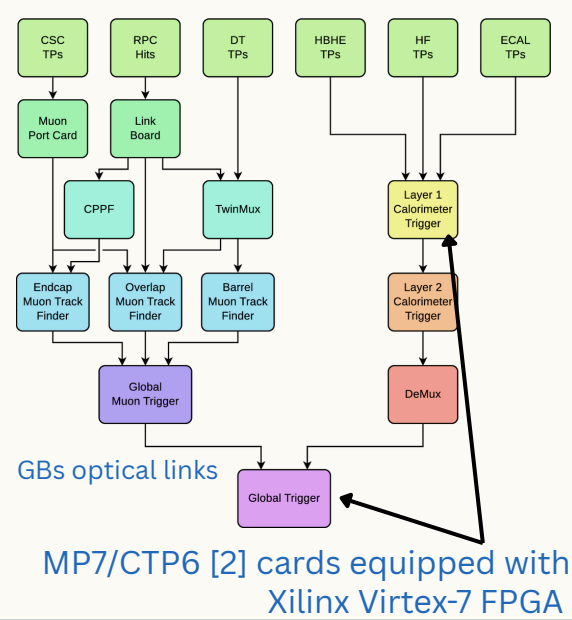 CSC
TPs
RPC
Hits
DT
TPs
HBHE
TPs
HF
TPs
ECAL
TPs
Muon
Port Card
Link
Board
CPPF
TwinMux
Layer 1
Calorimeter
Trigger
Endcap
Muon Track
Finder
Overlap
Muon Track
Finder
Barrel
Muon Track
Finder
Layer 2
Calorimeter
Trigger
Global
Muon Trigger
DeMux
GBs optical links
Global Trigger
MP7/CTP6 [2] cards equipped with
Xilinx Virtex-7 FPGA